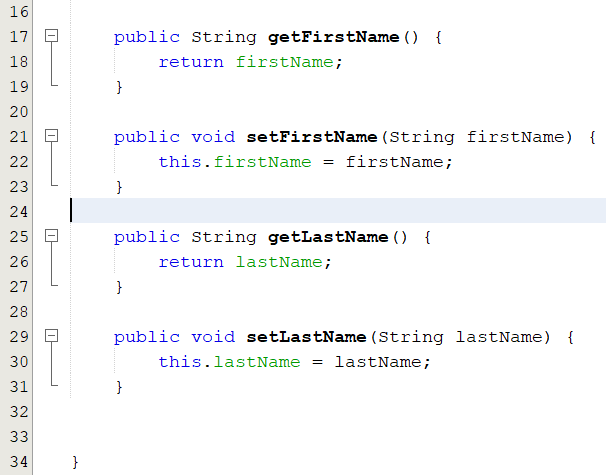 16
17     public String getFirstName() {
18         return firstName;
19     }
20
21     public void setFirstName(String firstName) {
22         this.firstName = firstName;
23     }
24
25     public String getLastName() {
26         return lastName;
27     }
28
29     public void setLastName(String lastName) {
30         this.lastName = lastName;
31     }
32
33
34 }